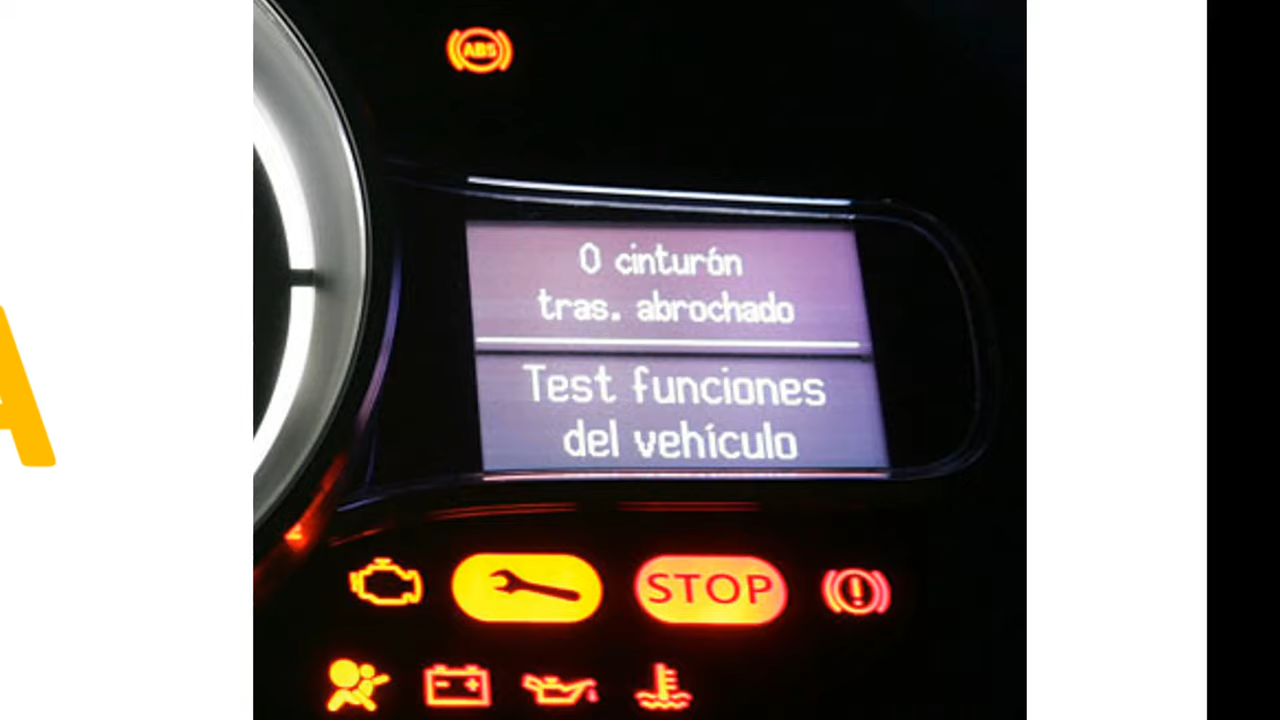 ABS
0 cinturón
tras. abrochado
Test funciones
del vehículo
STOP
A